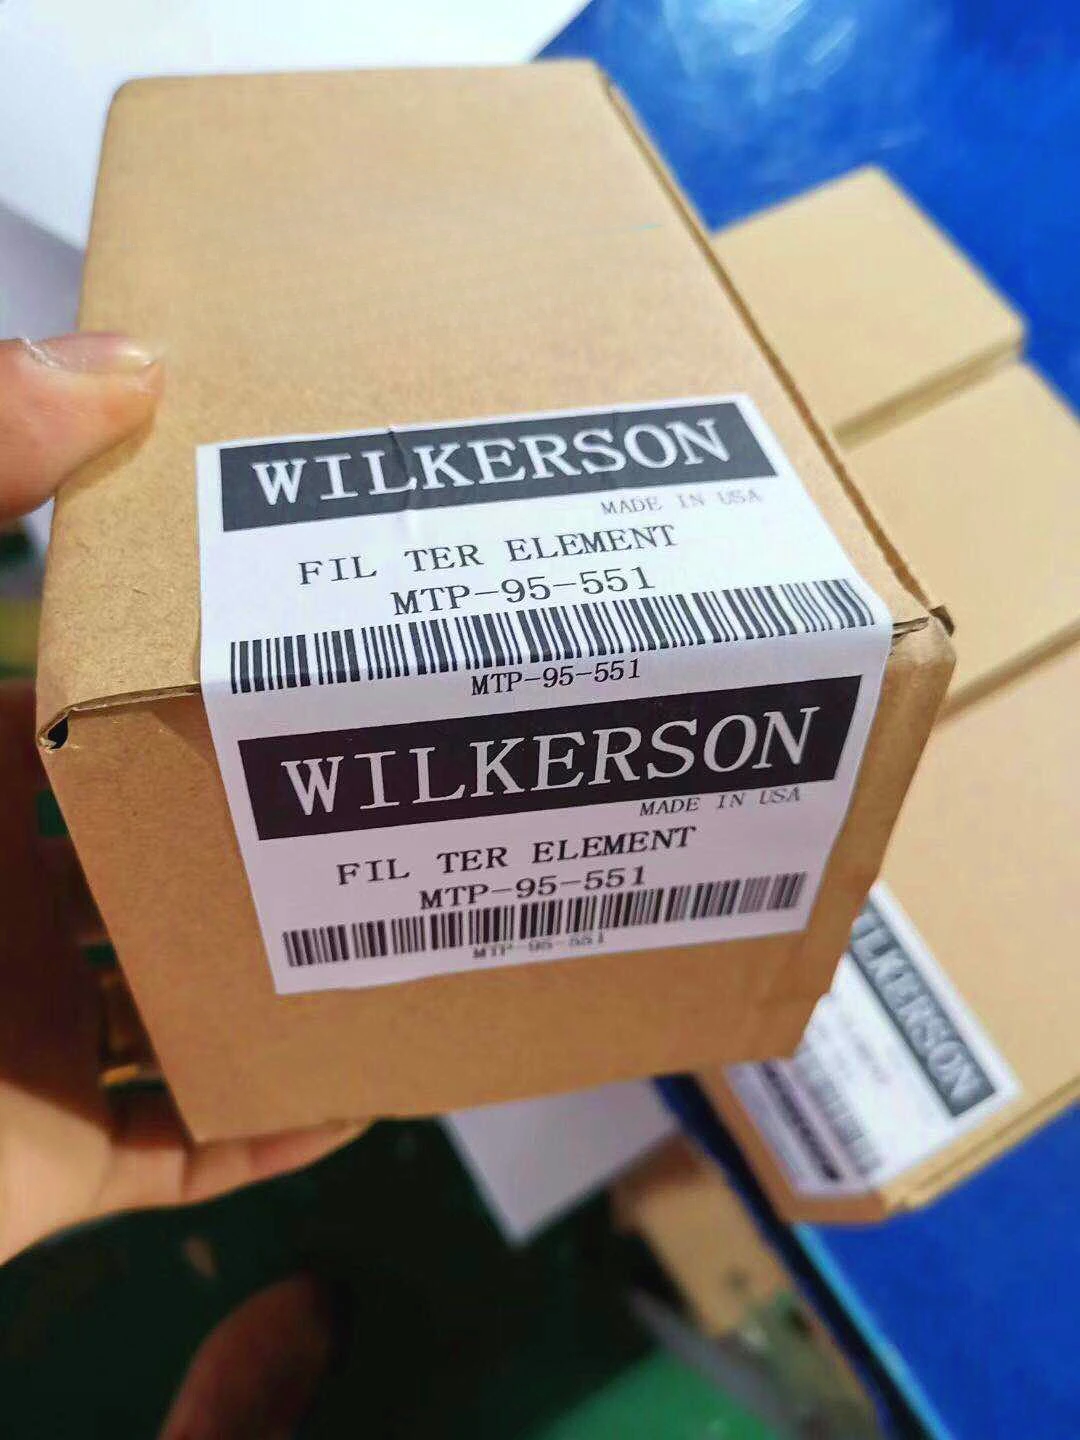 WILKERSON
MADE IN USA
FIL TER ELEMENT
MTP-95-551
MTP-95-551
WILKERSON
MADE IN USA
FIL TER ELEMENT
MTP-95-551
MTP-95-551
ILKERSON